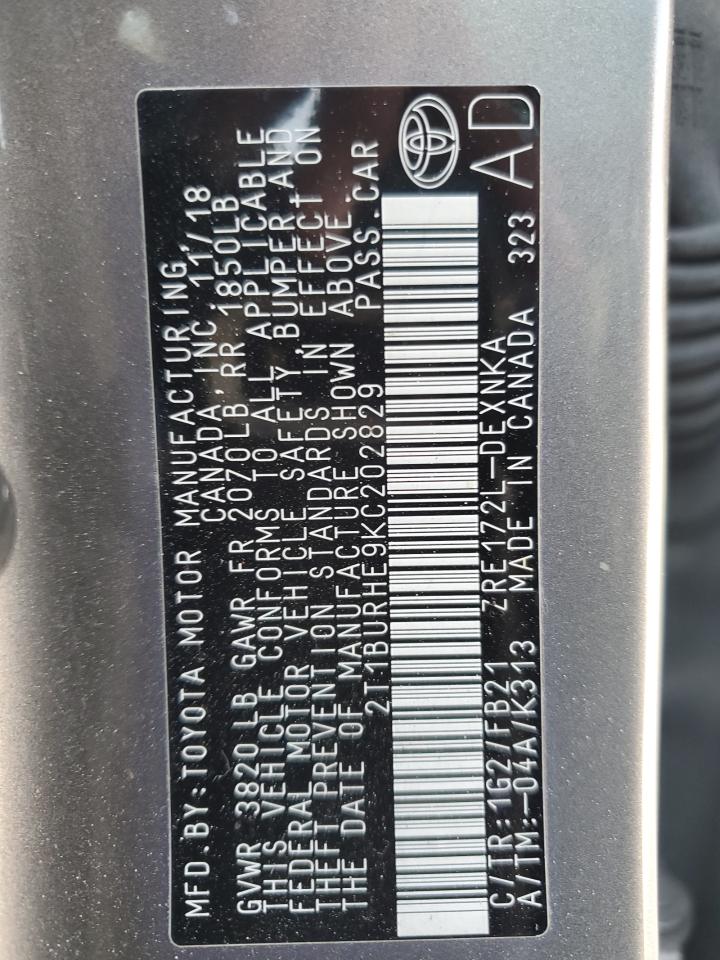 MFD.BY:TOYOTA MOTOR MANUFACTURING,
CANADA, INC. 11/18
GVWR 3820LB GAWR FR 2070LB, RR 1850LB
THIS VEHICLE CONFORMS TO ALL APPLICABLE
FEDERAL MOTOR VEHICLE SAFETY, BUMPER AND
THEFT PREVENTION STANDARDS IN EFFECT ON
THE DATE OF MANUFACTURE SHOWN ABOVE.
2T1BURHE9KC202829 PASS.CAR
C/TR:1G2/FB21 ZRE172L-DEXNKA
A/TM:-04A/K313 MADE IN CANADA 323
AD